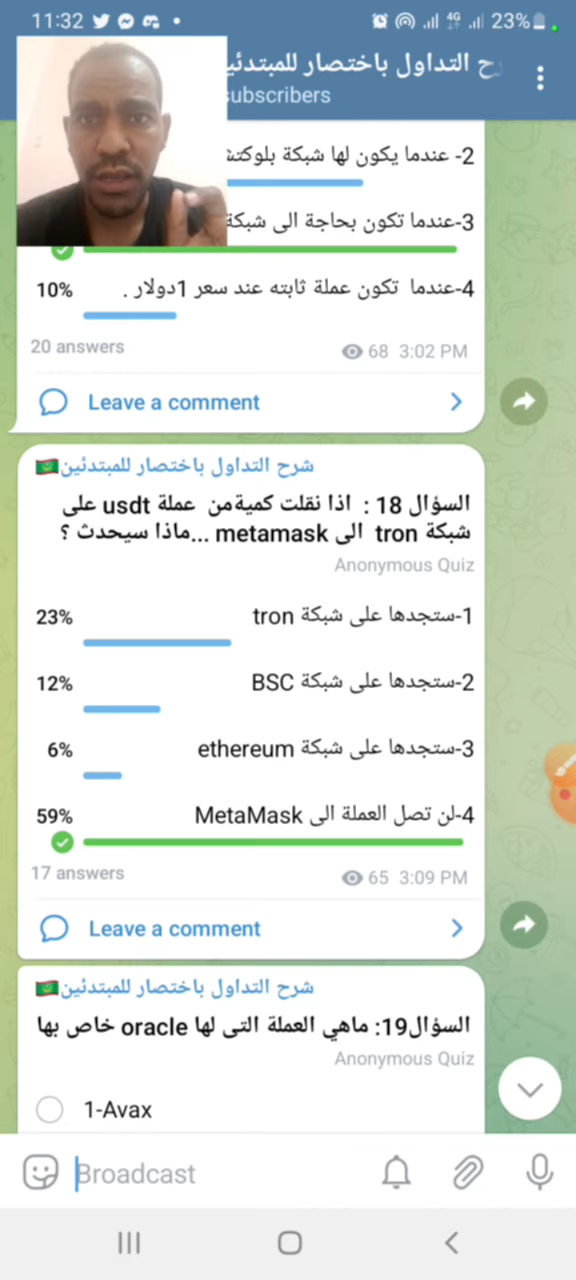 11:32
4G
23%
شرح التداول باختصار للمبتدئي
subscribers
2- عندما يكون لها شبكة
3-عندما تكون بحاجة الى شبكة
4-عندما تكون عملة ثابته عند سعر 1دولار .
10%
20 answers
68 3:02 PM
Leave a comment
شرح التداول باختصار للمبتدئين
السؤال 18 : اذا نقلت كمية من عملة usdt على
شبكة tron الى metamask ...ماذا سيحدث ؟
Anonymous Quiz
23%
1-ستجدها على شبكة tron
12%
2-ستجدها على شبكة BSC
6%
3-ستجدها على شبكة ethereum
59%
4-لن تصل العملة الى MetaMask
17 answers
65 3:09 PM
Leave a comment
شرح التداول باختصار للمبتدئين
السؤال19: ماهي العملة التى لها oracle خاص بها
Anonymous Quiz
1-Avax
Broadcast